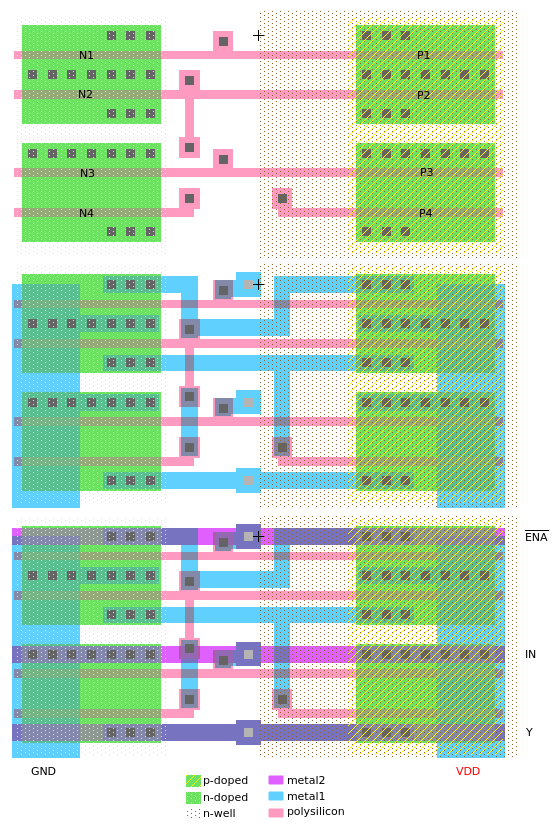 N1 P1
N2 P2
N3 P3
N4 P4
ENA
IN
Y
GND VDD
p-doped metal2
n-doped metal1
n-well polysilicon